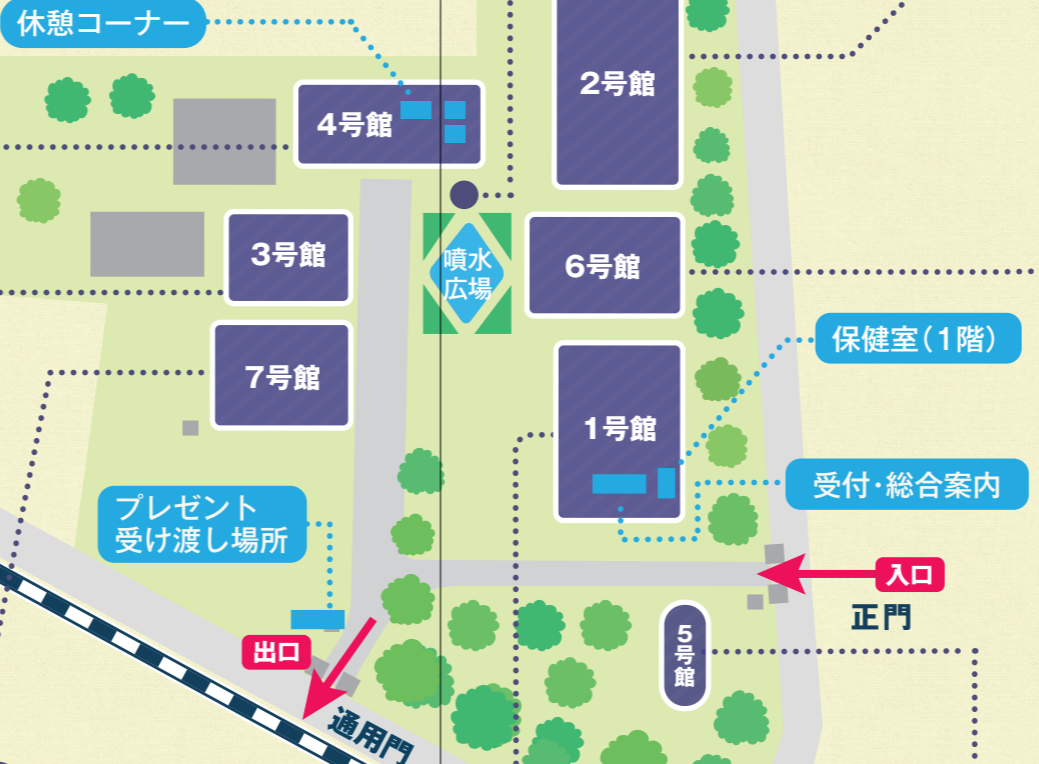 休憩コーナー
2号館
4号館
3号館
噴水
広場
6号館
保健室(1階)
7号館
1号館
受付・総合案内
プレゼント
受け渡し場所
入口
正門
5号館
出口
通用門